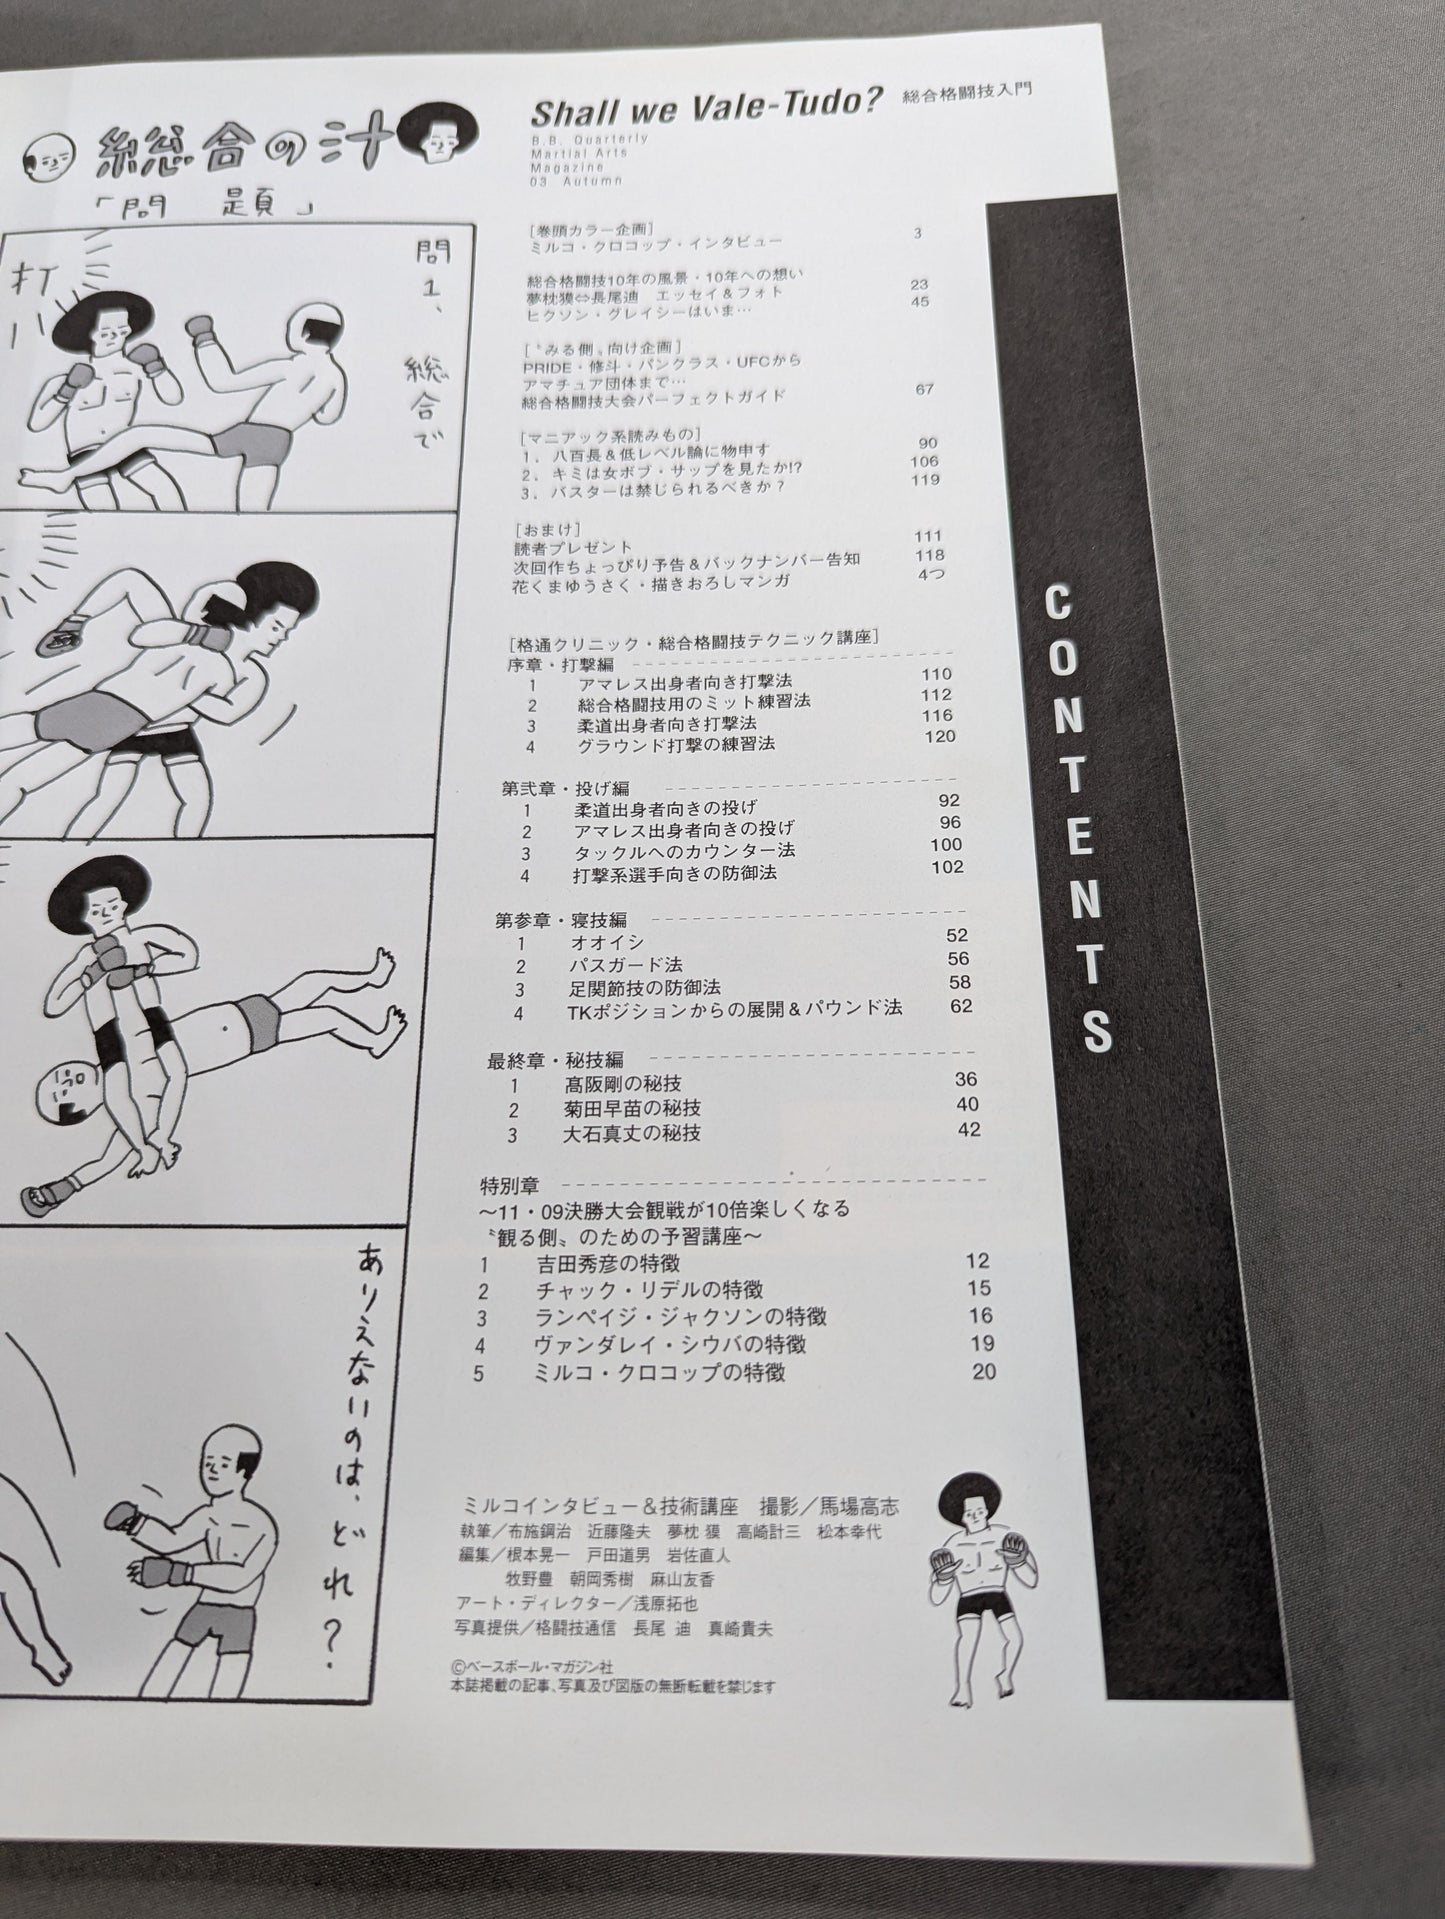 総合の汁
「問　題」
問1、総合で
打
ありえないのは、どれ？
Shall we Vale-Tudo? 総合格闘技入門
B.B. Quarterly
Martial Arts
Magazine
03 Autumn
[巻頭カラー企画]
ミルコ・クロコップ・インタビュー 3
総合格闘技10年の風景・10年への想い
夢枕獏⇔長尾迪　エッセイ＆フォト 23
ヒクソン・グレイシーはいま… 45
[〝みる側〟向け企画]
PRIDE・修斗・パンクラス・UFCから
アマチュア団体まで…
総合格闘技大会パーフェクトガイド 67
[マニアック系読みもの]
1．八百長＆低レベル論に物申す 90
2．キミは女ボブ・サップを見たか!? 106
3．バスターは禁じられるべきか？ 119
[おまけ]
読者プレゼント 111
次回作ちょっぴり予告＆バックナンバー告知 118
花くまゆうさく・描きおろしマンガ 4つ
[格通クリニック・総合格闘技テクニック講座]
序章・打撃編
1 アマレス出身者向き打撃法 110
2 総合格闘技用のミット練習法 112
3 柔道出身者向き打撃法 116
4 グラウンド打撃の練習法 120
第弐章・投げ編
1 柔道出身者向きの投げ 92
2 アマレス出身者向きの投げ 96
3 タックルへのカウンター法 100
4 打撃系選手向きの防御法 102
第参章・寝技編
1 オオイシ 52
2 パスガード法 56
3 足関節技の防御法 58
4 TKポジションからの展開＆パウンド法 62
最終章・秘技編
1 髙阪剛の秘技 36
2 菊田早苗の秘技 40
3 大石真丈の秘技 42
特別章
～11・09決勝大会観戦が10倍楽しくなる
〝観る側〟のための予習講座～
1 吉田秀彦の特徴 12
2 チャック・リデルの特徴 15
3 ランペイジ・ジャクソンの特徴 16
4 ヴァンダレイ・シウバの特徴 19
5 ミルコ・クロコップの特徴 20
ミルコインタビュー＆技術講座　撮影／馬場高志
執筆／布施鋼治　近藤隆夫　夢枕 獏　高崎計三　松本幸代
編集／根本晃一　戸田道男　岩佐直人
牧野豊　朝岡秀樹　麻山友香
アート・ディレクター／浅原拓也
写真提供／格闘技通信　長尾 迪　真崎貴夫
©ベースボール・マガジン社
本誌掲載の記事、写真及び図版の無断転載を禁じます
CONTENTS